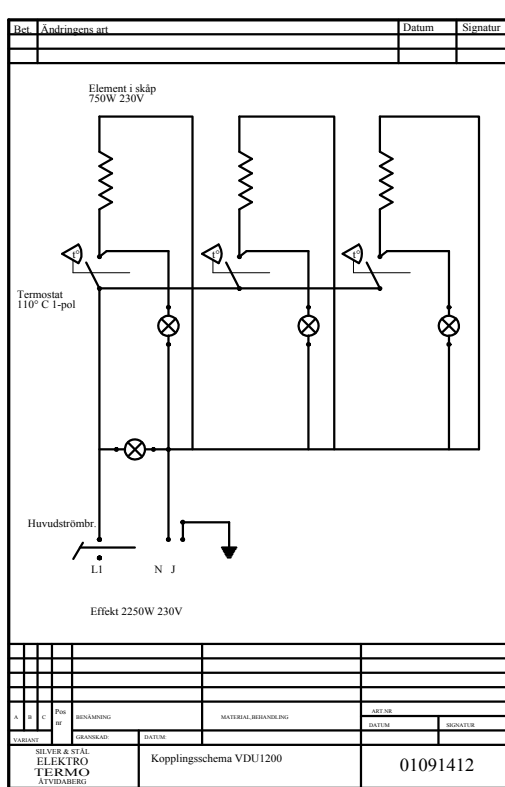 Bet. Ändringens art Datum Signatur
Element i skåp
750W 230V
t° t° t°
Termostat
110° C 1-pol
Huvudströmbr.
L1 N J
Effekt 2250W 230V
A B C Pos nr BENÄMNING MATERIAL,BEHANDLING ART.NR
DATUM SIGNATUR
VARIANT GRANSKAD: DATUM:
SILVER & STÅL
ELEKTRO
TERMO
ÅTVIDABERG
Kopplingsschema VDU1200
01091412